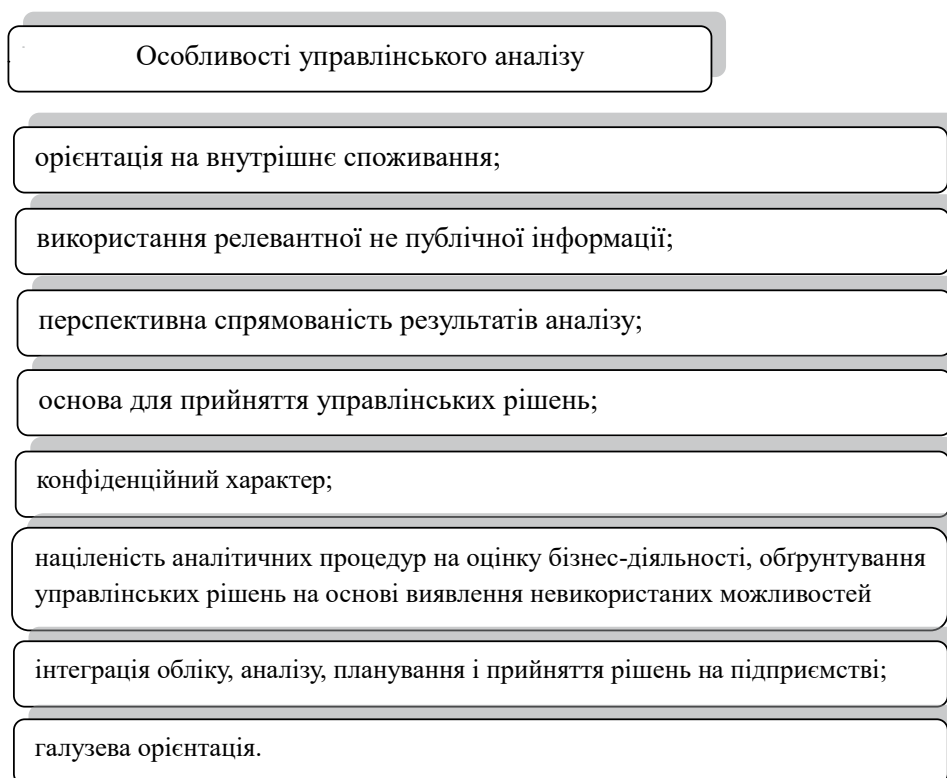 Особливості управлінського аналізу
орієнтація на внутрішнє споживання;
використання релевантної не публічної інформації;
перспективна спрямованість результатів аналізу;
основа для прийняття управлінських рішень;
конфіденційний характер;
націленість аналітичних процедур на оцінку бізнес-діяльності, обґрунтування
управлінських рішень на основі виявлення невикористаних можливостей
інтеграція обліку, аналізу, планування і прийняття рішень на підприємстві;
галузева орієнтація.